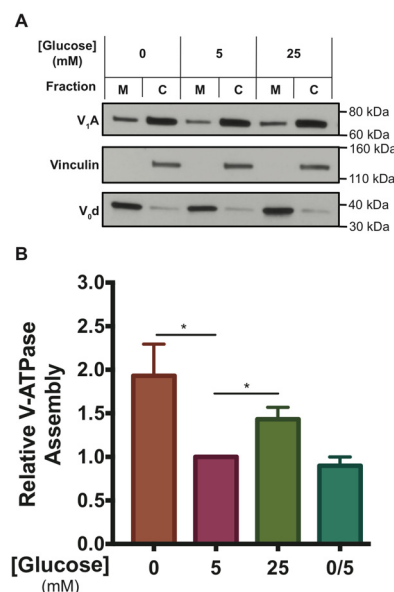 A
[Glucose] (mM) 0 5 25
Fraction M C M C M C
V1A 80 kDa
60 kDa
Vinculin 160 kDa
110 kDa
V0d 40 kDa
30 kDa
B
Relative V-ATPase
Assembly
3.0
2.5
2.0
1.5
1.0
0.5
0.0
* *
[Glucose] 0 5 25 0/5
(mM)